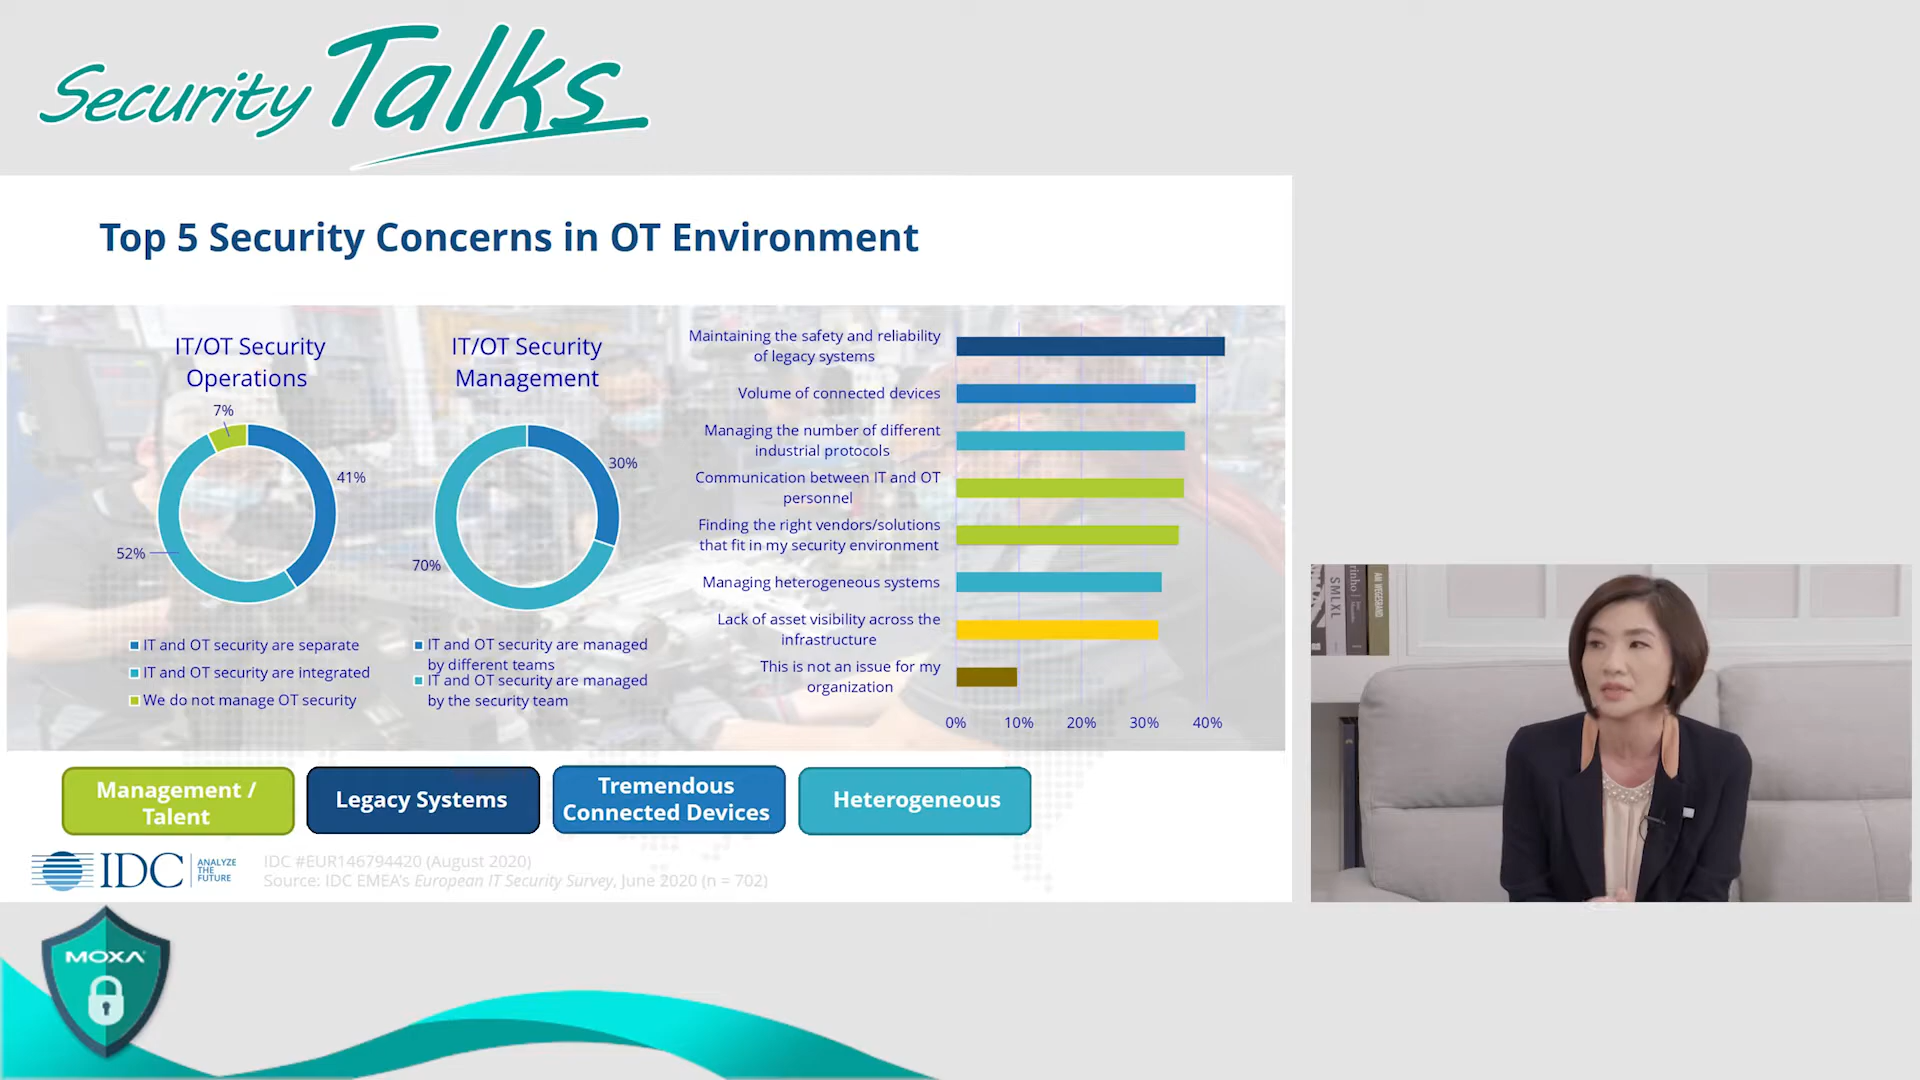 Security Talks
Top 5 Security Concerns in OT Environment
IT/OT Security
Operations
7%
41%
52%
IT and OT security are separate
IT and OT security are integrated
We do not manage OT security
IT/OT Security
Management
30%
70%
IT and OT security are managed
by different teams
IT and OT security are managed
by the security team
Maintaining the safety and reliability
of legacy systems
Volume of connected devices
Managing the number of different
industrial protocols
Communication between IT and OT
personnel
Finding the right vendors/solutions
that fit in my security environment
Managing heterogeneous systems
Lack of asset visibility across the
infrastructure
This is not an issue for my
organization
0% 10% 20% 30% 40%
Management /
Talent
Legacy Systems
Tremendous
Connected Devices
Heterogeneous
IDC
ANALYZE
THE
FUTURE
IDC #EUR146794420 (August 2020)
Source: IDC EMEA's European IT Security Survey, June 2020 (n = 702)
SMLXL
MOXA